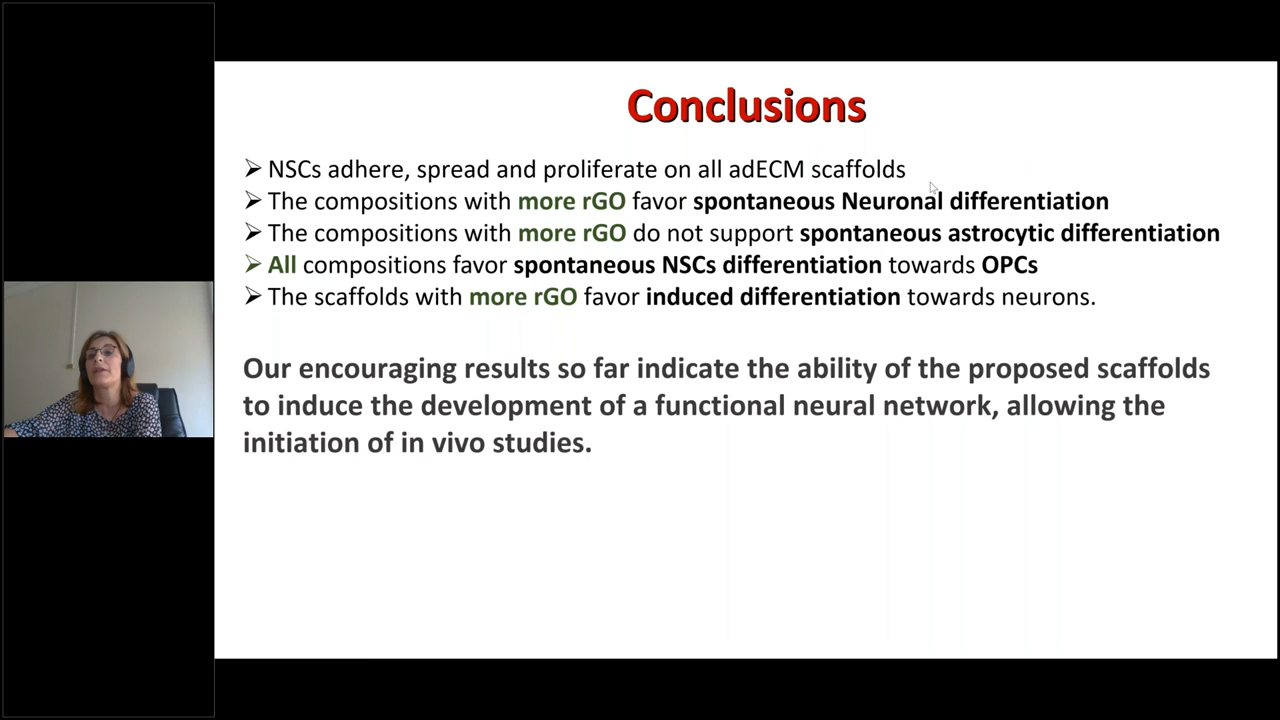 Conclusions
⮚ NSCs adhere, spread and proliferate on all adECM scaffolds
⮚ The compositions with more rGO favor spontaneous Neuronal differentiation
⮚ The compositions with more rGO do not support spontaneous astrocytic differentiation
⮚ All compositions favor spontaneous NSCs differentiation towards OPCs
⮚ The scaffolds with more rGO favor induced differentiation towards neurons.
Our encouraging results so far indicate the ability of the proposed scaffolds
to induce the development of a functional neural network, allowing the
initiation of in vivo studies.